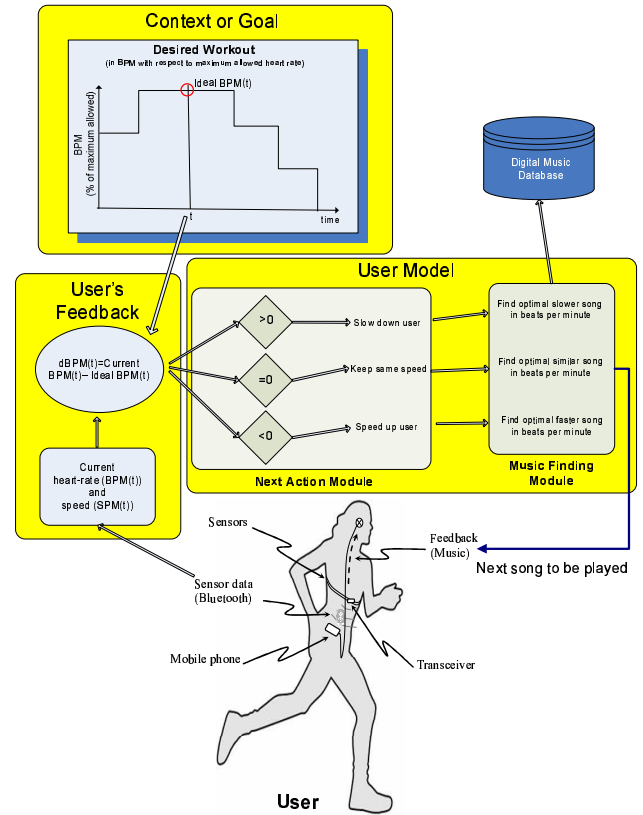 Context or Goal
Desired Workout
(in BPM with respect to maximum allowed heart rate)
Ideal BPM(t)
BPM
(% of maximum allowed)
t
time
Digital Music
Database
User's
Feedback
dBPM(t)=Current
BPM(t)– Ideal BPM(t)
Current
heart-rate (BPM(t))
and
speed (SPM(t))
User Model
>0
Slow down user
=0
Keep same speed
<0
Speed up user
Next Action Module
Find optimal slower song
in beats per minute
Find optimal similar song
in beats per minute
Find optimal faster song
in beats per minute
Music Finding
Module
Sensors
Feedback
(Music)
Next song to be played
Sensor data
(Bluetooth)
Mobile phone
Transceiver
User